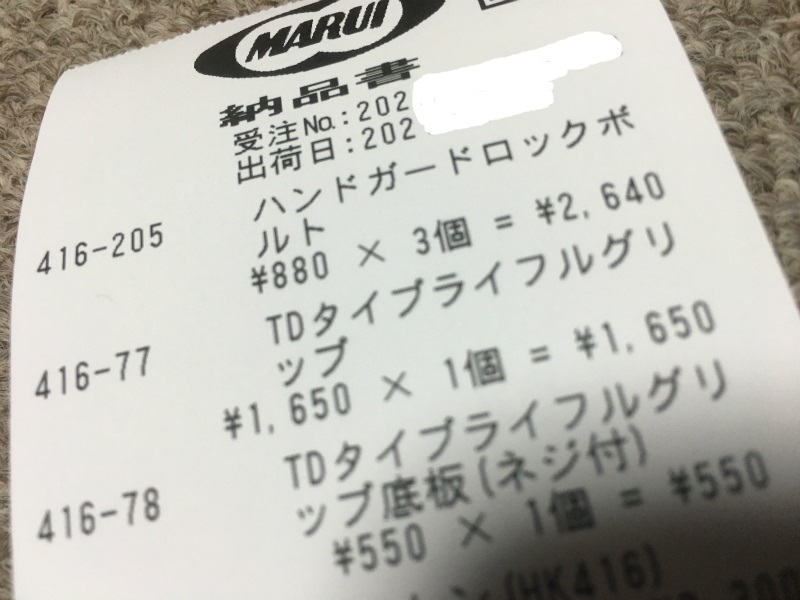 MARUI
納品書
受注No.:202
出荷日:202
416-205 ハンドガードロックボ
ルト
¥880 × 3個 = ¥2,640
416-77 TDタイプライフルグリ
ップ
¥1,650 × 1個 = ¥1,650
416-78 TDタイプライフルグリ
ップ底板(ネジ付)
¥550 × 1個 = ¥550
(HK416)